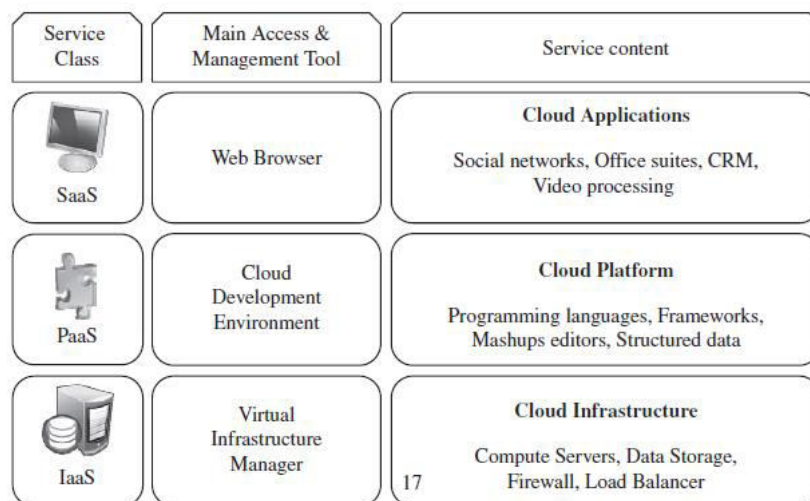 Service
Class
Main Access &
Management Tool
Service content
SaaS
Web Browser
Cloud Applications
Social networks, Office suites, CRM,
Video processing
PaaS
Cloud
Development
Environment
Cloud Platform
Programming languages, Frameworks,
Mashups editors, Structured data
IaaS
Virtual
Infrastructure
Manager
17
Cloud Infrastructure
Compute Servers, Data Storage,
Firewall, Load Balancer